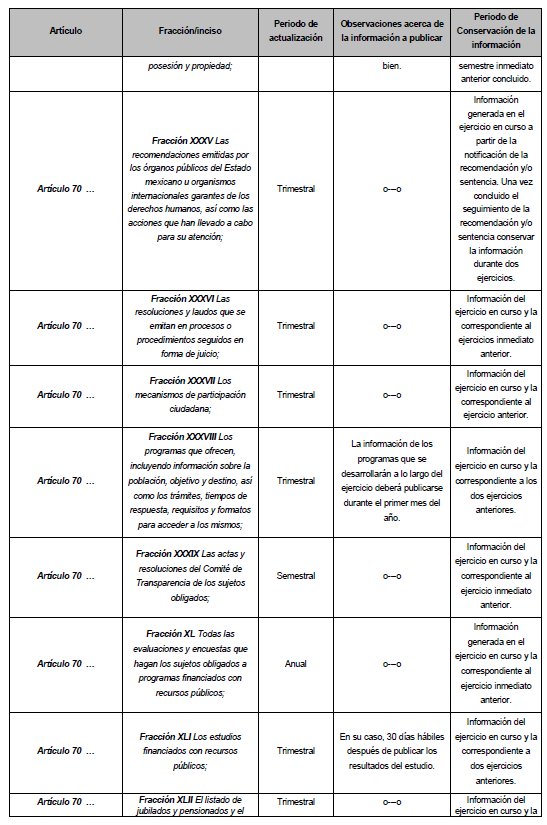 Artículo
Fracción/inciso
Periodo de
actualización
Observaciones acerca de
la información a publicar
Periodo de
Conservación de la
información
posesión y propiedad;
bien.
semestre inmediato
anterior concluido.
Artículo 70 ...
Fracción XXXV Las
recomendaciones emitidas por
los órganos públicos del Estado
mexicano u organismos
internacionales garantes de los
derechos humanos, así como las
acciones que han llevado a cabo
para su atención;
Trimestral
o---o
Información
generada en el
ejercicio en curso a
partir de la
notificación de la
recomendación y/o
sentencia. Una vez
concluido el
seguimiento de la
recomendación y/o
sentencia conservar
la información
durante dos
ejercicios.
Artículo 70 ...
Fracción XXXVI Las
resoluciones y laudos que se
emitan en procesos o
procedimientos seguidos en
forma de juicio;
Trimestral
o---o
Información del
ejercicio en curso y la
correspondiente al
ejercicios inmediato
anterior.
Artículo 70 ...
Fracción XXXVII Los
mecanismos de participación
ciudadana;
Trimestral
o---o
Información del
ejercicio en curso y la
correspondiente al
ejercicio anterior.
Artículo 70 ...
Fracción XXXVIII Los
programas que ofrecen,
incluyendo información sobre la
población, objetivo y destino, así
como los trámites, tiempos de
respuesta, requisitos y formatos
para acceder a los mismos;
Trimestral
La información de los
programas que se
desarrollarán a lo largo del
ejercicio deberá publicarse
durante el primer mes del
año.
Información del
ejercicio en curso y la
correspondiente a los
dos ejercicios
anteriores.
Artículo 70 ...
Fracción XXXIX Las actas y
resoluciones del Comité de
Transparencia de los sujetos
obligados;
Semestral
o---o
Información del
ejercicio en curso y la
correspondiente al
ejercicio inmediato
anterior.
Artículo 70 ...
Fracción XL Todas las
evaluaciones y encuestas que
hagan los sujetos obligados a
programas financiados con
recursos públicos;
Anual
o---o
Información
generada en el
ejercicio en curso y la
correspondiente al
ejercicio inmediato
anterior.
Artículo 70 ...
Fracción XLI Los estudios
financiados con recursos
públicos;
Trimestral
En su caso, 30 días hábiles
después de publicar los
resultados del estudio.
Información del
ejercicio en curso y la
correspondiente a
dos ejercicios
anteriores.
Artículo 70 ...
Fracción XLII El listado de
jubilados y pensionados y el
Trimestral
o---o
Información del
ejercicio en curso y la